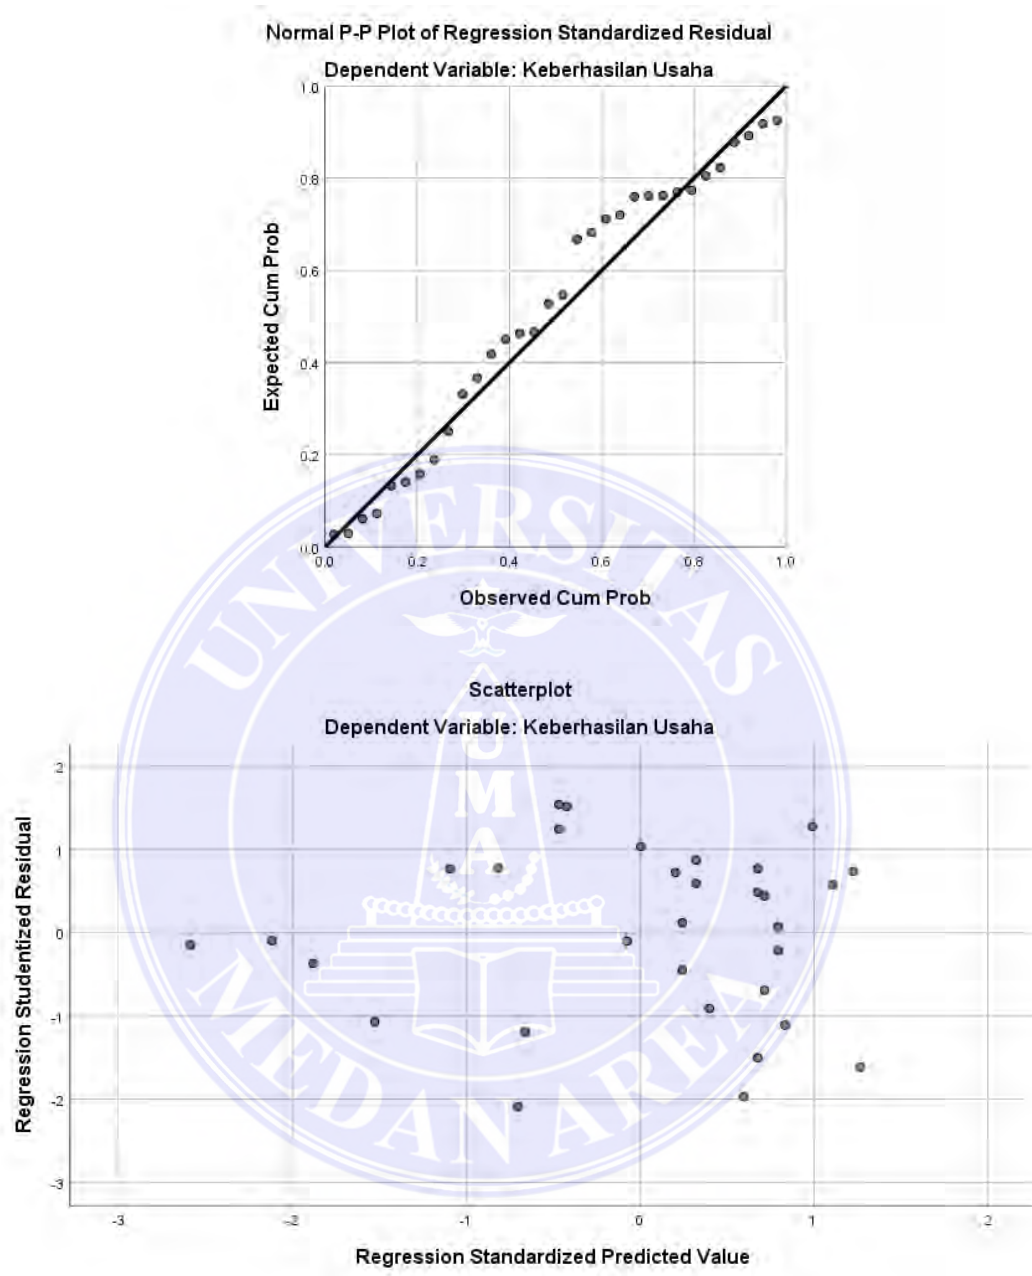 Normal P-P Plot of Regression Standardized Residual
Dependent Variable: Keberhasilan Usaha
1.0
0.8
0.6
0.4
0.2
0.0
Expected Cum Prob
0.0 0.2 0.4 0.6 0.8 1.0
Observed Cum Prob
UNIVERSITAS
Scatterplot
Dependent Variable: Keberhasilan Usaha
U
M
A
2
1
0
-1
-2
-3
Regression Studentized Residual
MEDAN AREA
-3 -2 -1 0 1 2
Regression Standardized Predicted Value